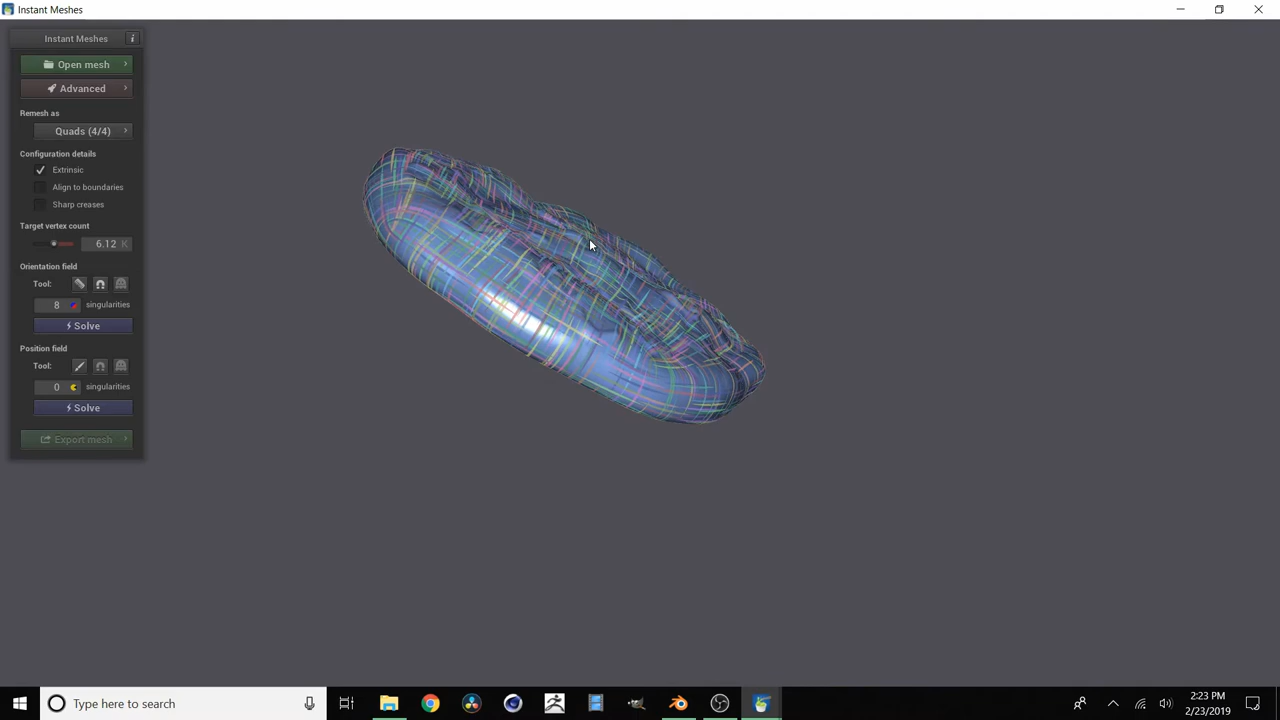 Instant Meshes
Instant Meshes i
Open mesh
Advanced
Remesh as
Quads (4/4)
Configuration details
Extrinsic
Align to boundaries
Sharp creases
Target vertex count
6.12 K
Orientation field
Tool:
8 singularities
Solve
Position field
Tool:
0 singularities
Solve
Export mesh
Type here to search
2:23 PM
2/23/2019